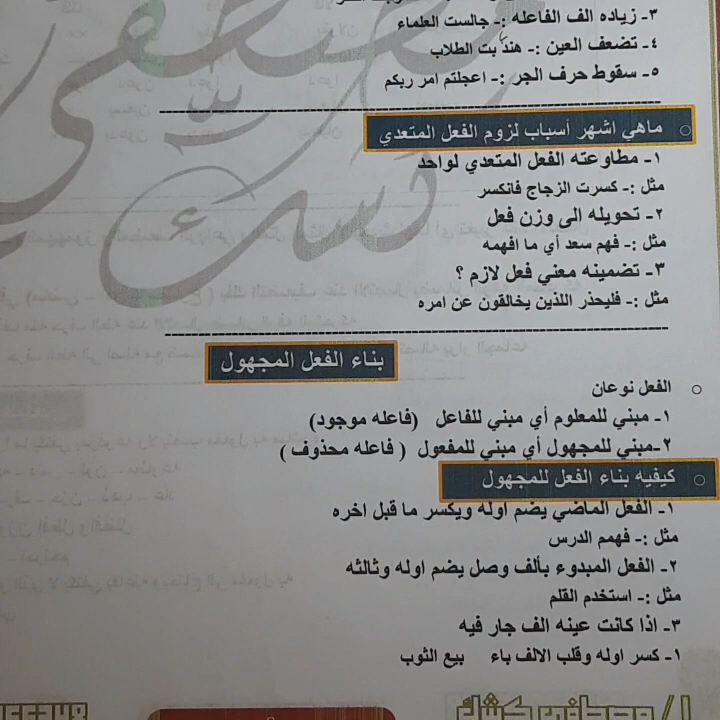 ٣- زياده الف الفاعله :- جالست العلماء
٤- تضعف العين :- هند بت الطلاب
٥- سقوط حرف الجر :- اعجلتم امر ربكم
ماهي اشهر أسباب لزوم الفعل المتعدي
١- مطاوعته الفعل المتعدي لواحد
مثل :- كسرت الزجاج فانكسر
٢- تحويله الى وزن فعل
مثل :- فهم سعد أي ما افهمه
٣- تضمينه معني فعل لازم ؟
مثل :- فليحذر اللذين يخالقون عن امره
بناء الفعل المجهول
الفعل نوعان
١- مبني للمعلوم أي مبني للفاعل (فاعله موجود)
٢-مبني للمجهول أي مبني للمفعول ( فاعله محذوف )
كيفيه بناء الفعل للمجهول
١- الفعل الماضي يضم اوله ويكسر ما قبل اخره
مثل :- فهمم الدرس
٢- الفعل المبدوء بألف وصل يضم اوله وثالثه
مثل :- استخدم القلم
٣- اذا كانت عينه الف جار فيه
١- كسر اوله وقلب الالف باء بيع الثوب